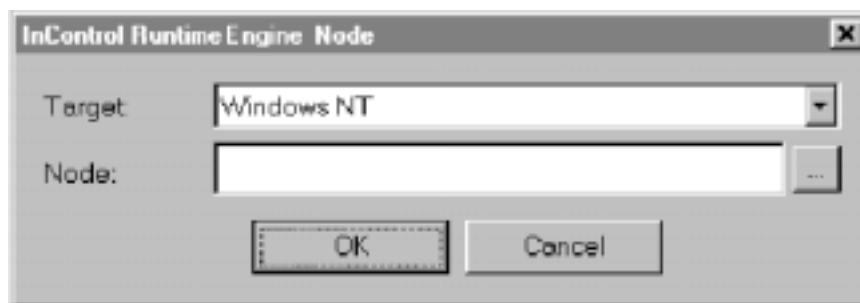 InControl Runtime Engine Node
Target: Windows NT
Node: ...
OK Cancel